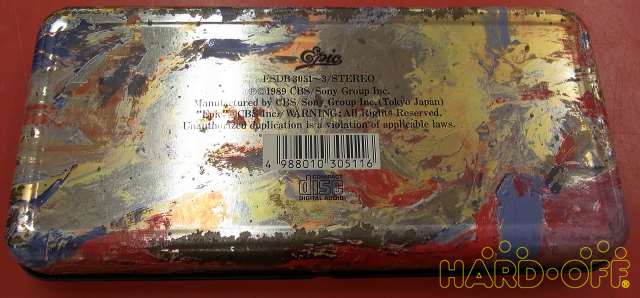 Epic
ESDB3051~3/STEREO
℗©1989 CBS/Sony Group Inc.
Manufactured by CBS/Sony Group Inc.(Tokyo Japan)
"Epic" ®CBS Inc./ WARNING: All Rights Reserved.
Unauthorized duplication is a violation of applicable laws.
4 988010 305116
COMPACT
disc
DIGITAL AUDIO
HARD·OFF